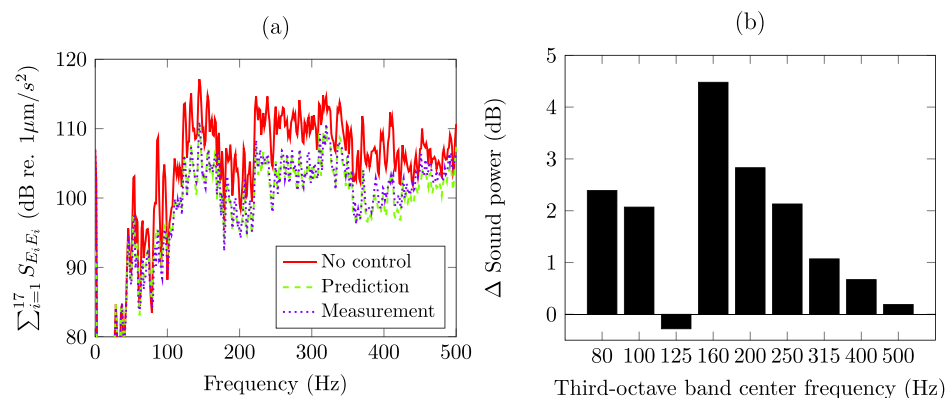 (a)
∑_{i=1}^{17} S_{E_iE_i} (dB re. 1μm/s²)
120
110
100
90
80
0
100
200
300
400
500
Frequency (Hz)
No control
Prediction
Measurement
(b)
Δ Sound power (dB)
5
4
3
2
1
0
80
100
125
160
200
250
315
400
500
Third-octave band center frequency (Hz)